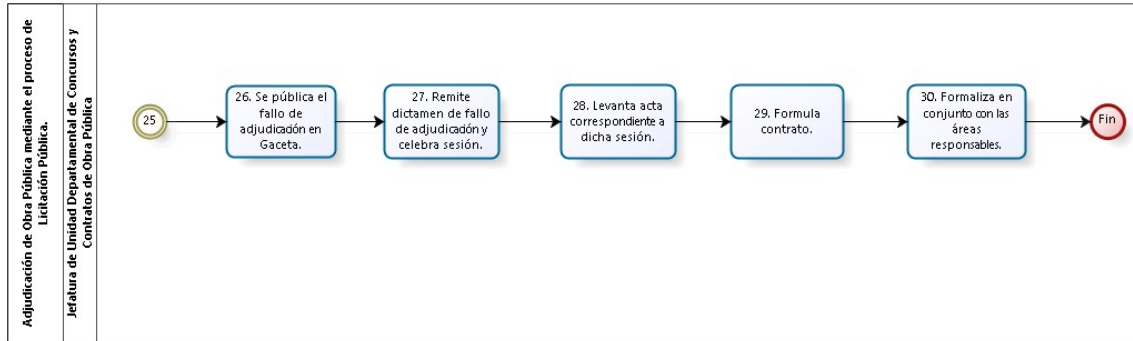 Adjudicación de Obra Pública mediante el proceso de
Licitación Pública.
Jefatura de Unidad Departamental de Concursos y
Contratos de Obra Pública
25
26. Se pública el
fallo de
adjudicación en
Gaceta.
27. Remite
dictamen de fallo
de adjudicación y
celebra sesión.
28. Levanta acta
correspondiente a
dicha sesión.
29. Formula
contrato.
30. Formaliza en
conjunto con las
áreas
responsables.
Fin